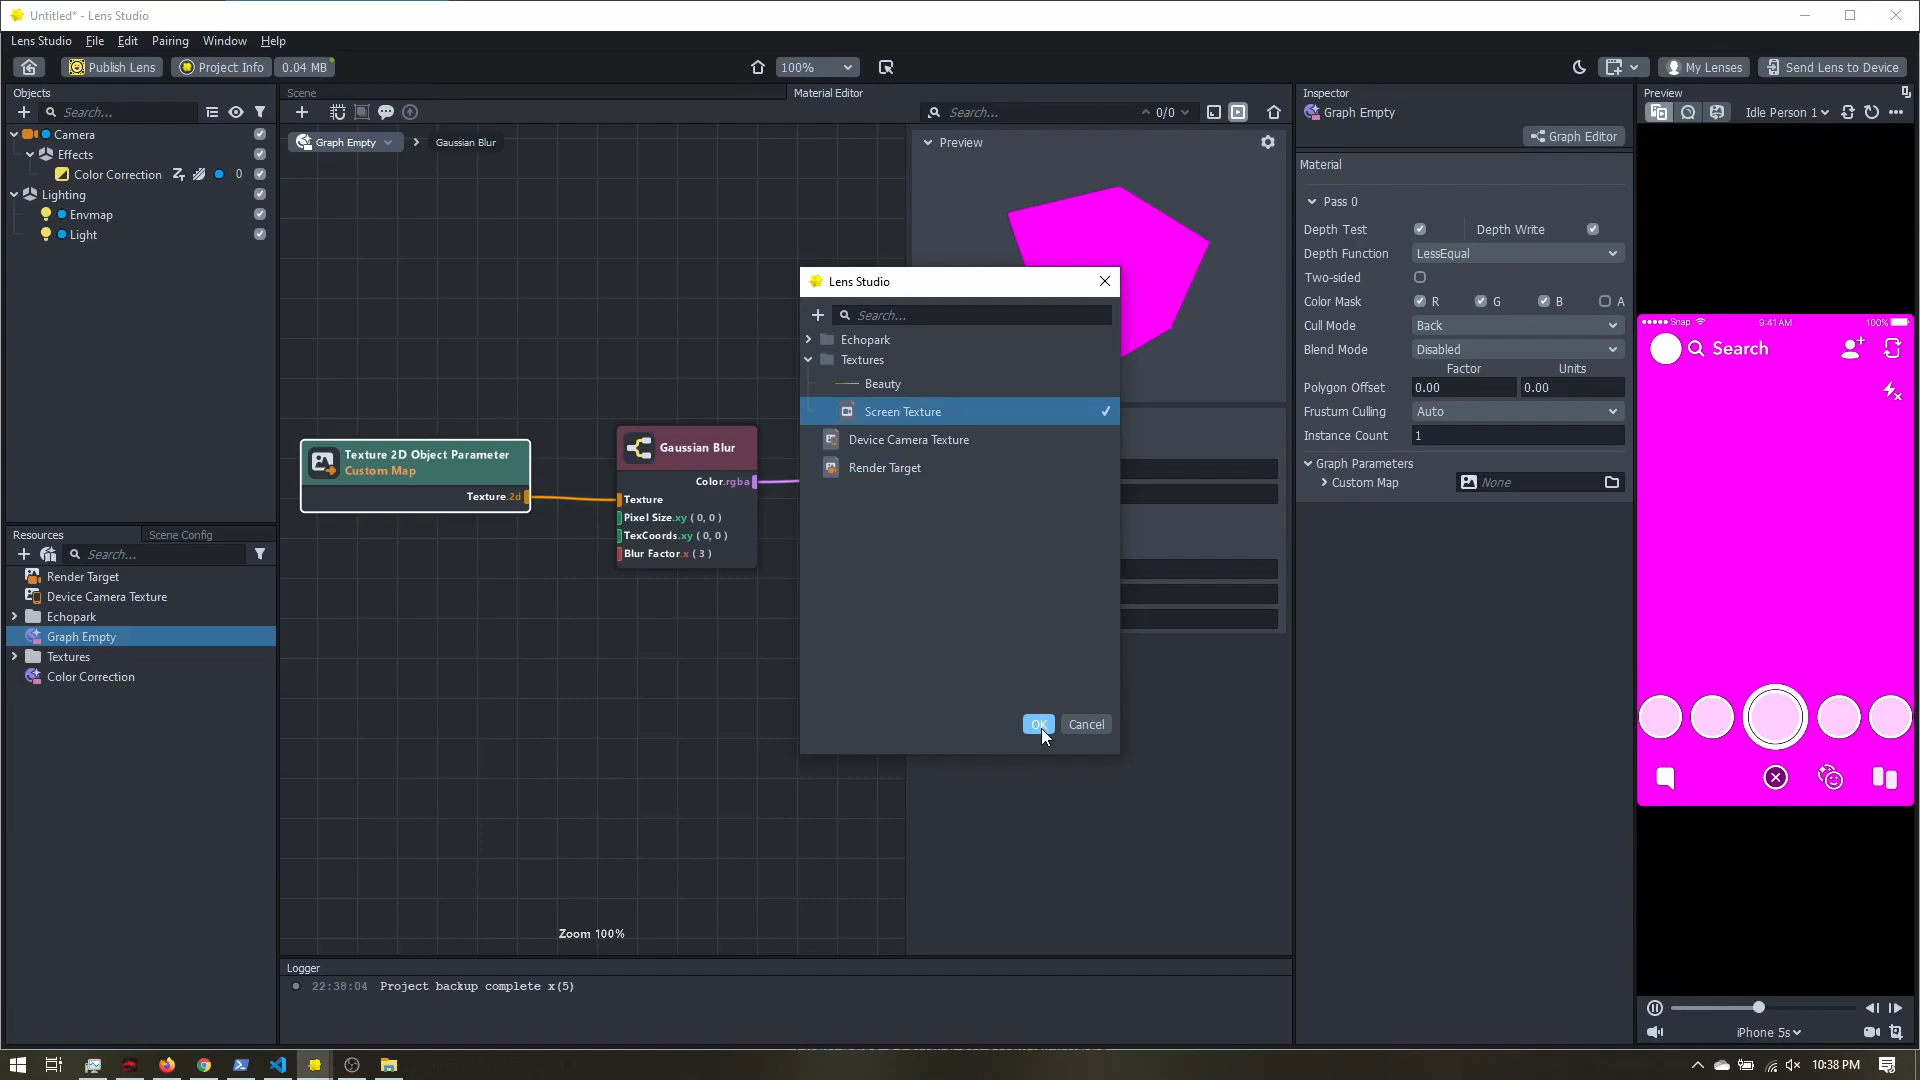 Untitled* - Lens Studio
Lens Studio File Edit Pairing Window Help
Publish Lens Project Info 0.04 MB 100% My Lenses Send Lens to Device
Objects
Search...
Camera
Effects
Color Correction 0
Lighting
Envmap
Light
Resources Scene Config
Search...
Render Target
Device Camera Texture
Echopark
Graph Empty
Textures
Color Correction
Scene Material Editor
Search... 0/0
Graph Empty Gaussian Blur
Preview
Texture 2D Object Parameter
Custom Map
Texture.2d
Gaussian Blur
Color.rgba
Texture
Pixel Size.xy ( 0, 0 )
TexCoords.xy ( 0, 0 )
Blur Factor.x ( 3 )
Zoom 100%
Lens Studio
Search...
Echopark
Textures
Beauty
Screen Texture
Device Camera Texture
Render Target
OK Cancel
Logger
22:38:04 Project backup complete x(5)
Inspector
Graph Empty
Graph Editor
Material
Pass 0
Depth Test Depth Write
Depth Function LessEqual
Two-sided
Color Mask R G B A
Cull Mode Back
Blend Mode Disabled
Factor Units
Polygon Offset 0.00 0.00
Frustum Culling Auto
Instance Count 1
Graph Parameters
Custom Map None
Preview
Idle Person 1
Snap 9:41 AM 100%
Search
iPhone 5s
10:38 PM